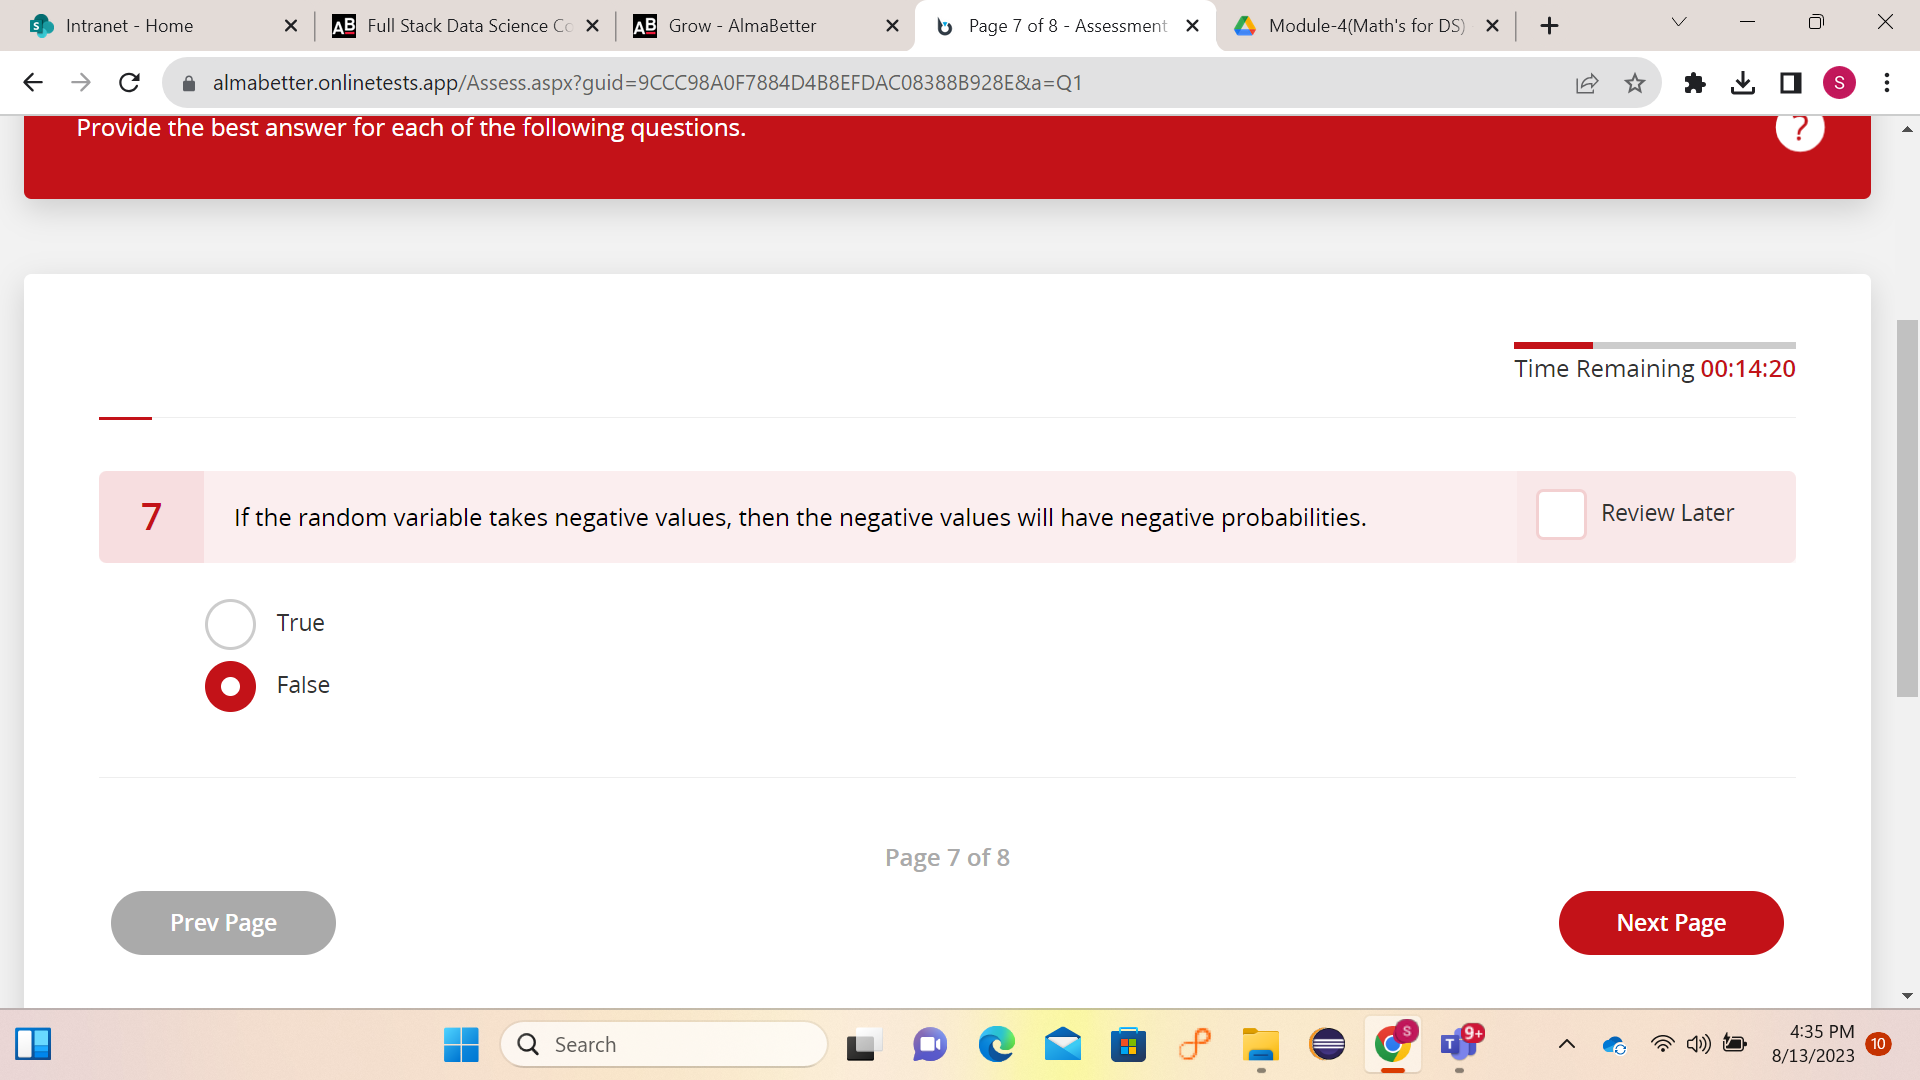 Intranet - Home
AB Full Stack Data Science Co
AB Grow - AlmaBetter
Page 7 of 8 - Assessment
Module-4(Math's for DS)
almabetter.onlinetests.app/Assess.aspx?guid=9CCC98A0F7884D4B8EFDAC08388B928E&a=Q1
S
Provide the best answer for each of the following questions.
?
Time Remaining 00:14:20
7
If the random variable takes negative values, then the negative values will have negative probabilities.
Review Later
True
False
Page 7 of 8
Prev Page
Next Page
Search
S
T
9+
4:35 PM
8/13/2023
10